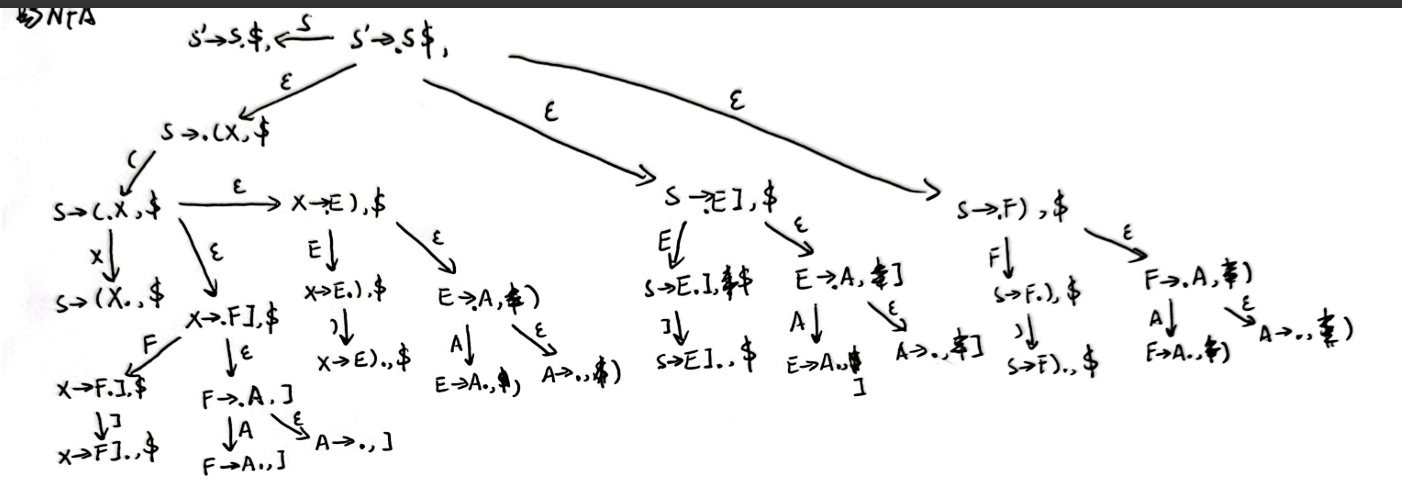 NFA
S'→S.$, S S'→.S$,
ε ε ε
S→.(X,$
( ε
S→(.X,$ X→.E),$ S→.E],$ S→.F),$
X ε E ε E ε F ε
S→(X.,$ X→.F],$ X→E.),$ E→.A,) S→E.],$ E→.A,] S→F.),$ F→.A,)
F ε ) A ε ] A ε ) A ε
X→F.],$ F→.A,] X→E).,$ E→A.,) A→.,) S→E].,$ E→A., ] A→.,] S→F).,$ F→A.,) A→.,)
] A ε
X→F].,$ F→A.,] A→.,]